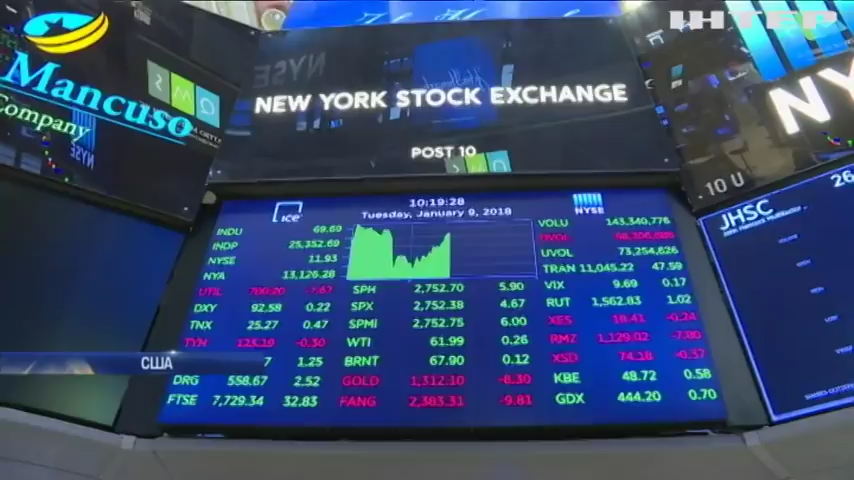 ІНТЕР
Mancuso
Company
NYSE
NEW YORK STOCK EXCHANGE
POST 10
NY
10 U
ice
10:19:28
Tuesday, January 9, 2018
NYSE
JHSC
26
INDU 69.69
INDP 25,352.69
NYSE 11.93
NYA 13,126.28
UTIL 700.20 -7.67
DXY 92.58 0.22
TNX 25.27 0.47
TYH 123.19 -0.30
7 1.25
DRG 558.67 2.52
FTSE 7,729.34 32.83
SPH 2,752.70 5.90
SPX 2,752.38 4.67
SPMI 2,752.75 6.00
WTI 61.99 0.26
BRNT 67.90 0.12
GOLD 1,312.10 -8.30
FANG 2,383.31 -9.81
VOLU 143,340,776
DVOL
UVOL 73,254,626
TRAN 11,045.22 47.59
VIX 9.69 0.17
RUT 1,562.83 1.02
XES 18.41 -0.24
RMZ 1,129.02 -7.80
XSD 74.18 -0.37
KBE 48.72 0.58
GDX 444.20 0.70
США